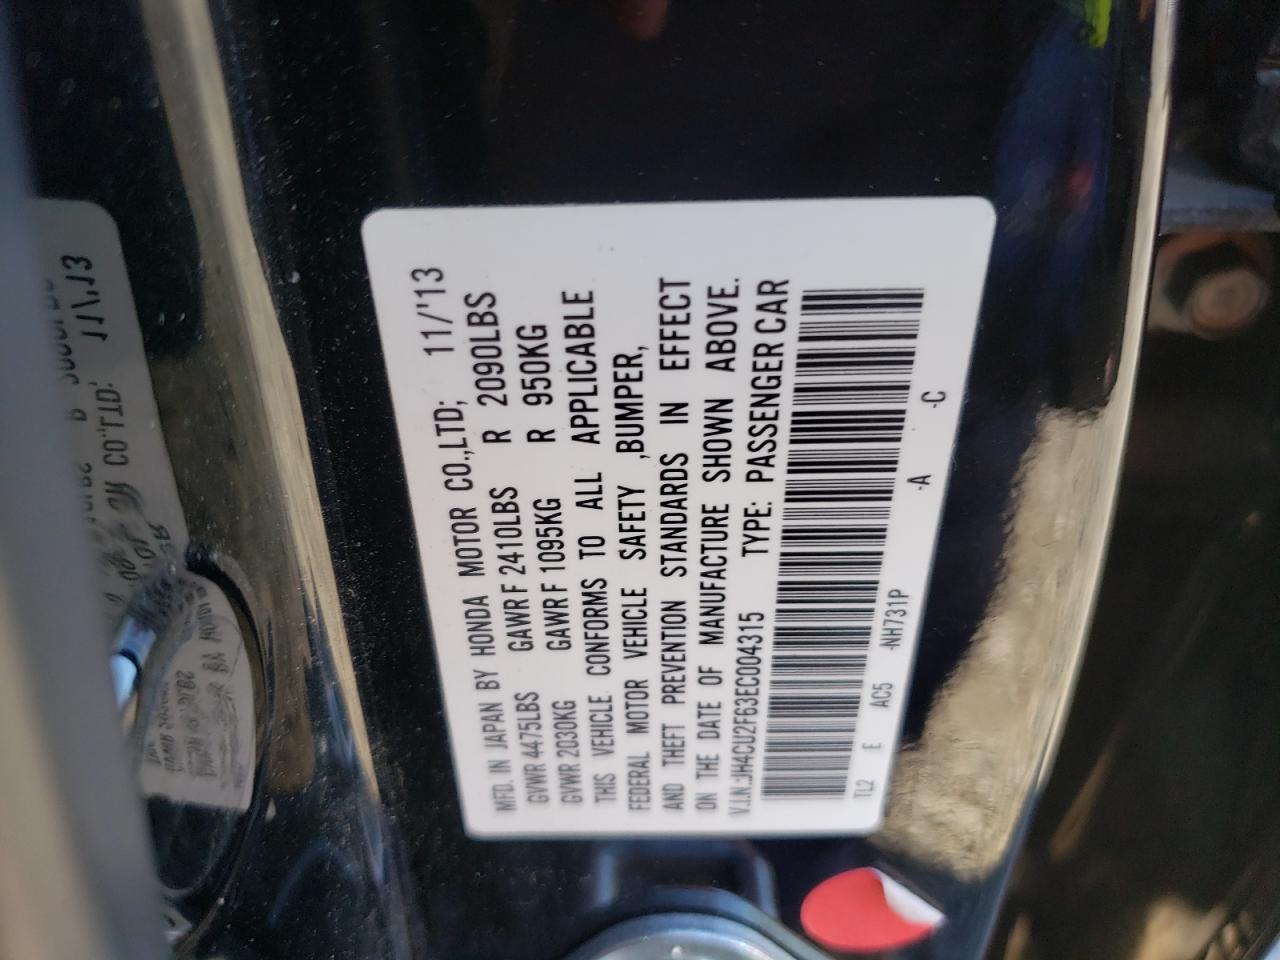 MFD. IN JAPAN BY HONDA MOTOR CO.,LTD; 11/'13
GVWR 4475LBS GAWR F 2410LBS R 2090LBS
GVWR 2030KG GAWR F 1095KG R 950KG
THIS VEHICLE CONFORMS TO ALL APPLICABLE
FEDERAL MOTOR VEHICLE SAFETY ,BUMPER,
AND THEFT PREVENTION STANDARDS IN EFFECT
ON THE DATE OF MANUFACTURE SHOWN ABOVE.
V.I.N.:JH4CU2F63EC004315 TYPE: PASSENGER CAR
TL2 E AC5 -NH731P -A -C